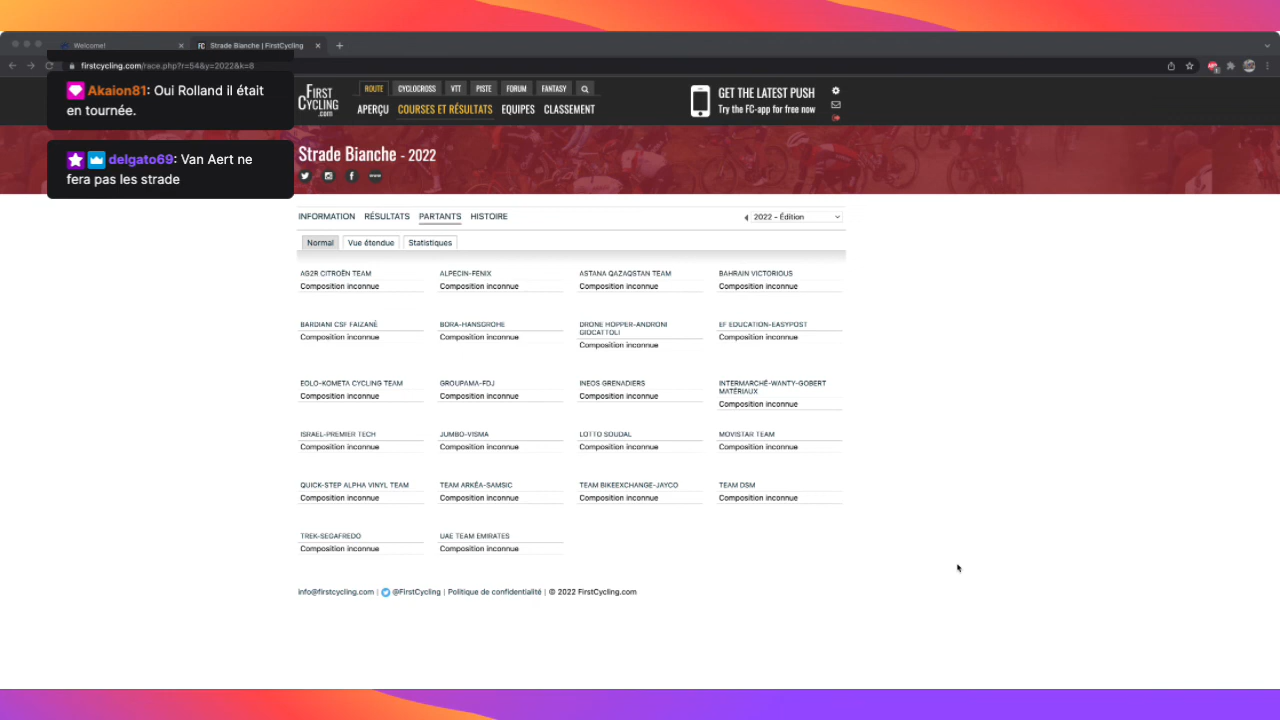 Welcome!
FC Strade Bianche | FirstCycling
firstcycling.com/race.php?r=54&y=2022&k=8
Akaion81: Oui Rolland il était
en tournée.
delgato69: Van Aert ne
fera pas les strade
FIRST
CYCLING
.com
ROUTE CYCLOCROSS VTT PISTE FORUM FANTASY
APERÇU COURSES ET RÉSULTATS EQUIPES CLASSEMENT
GET THE LATEST PUSH
Try the FC-app for free now
Strade Bianche - 2022
www
INFORMATION RÉSULTATS PARTANTS HISTOIRE
2022 - Édition
Normal Vue étendue Statistiques
AG2R CITROËN TEAM ALPECIN-FENIX ASTANA QAZAQSTAN TEAM BAHRAIN VICTORIOUS
Composition inconnue Composition inconnue Composition inconnue Composition inconnue
BARDIANI CSF FAIZANÈ BORA-HANSGROHE DRONE HOPPER-ANDRONI EF EDUCATION-EASYPOST
GIOCATTOLI
Composition inconnue Composition inconnue Composition inconnue Composition inconnue
EOLO-KOMETA CYCLING TEAM GROUPAMA-FDJ INEOS GRENADIERS INTERMARCHÉ-WANTY-GOBERT
MATÉRIAUX
Composition inconnue Composition inconnue Composition inconnue Composition inconnue
ISRAEL-PREMIER TECH JUMBO-VISMA LOTTO SOUDAL MOVISTAR TEAM
Composition inconnue Composition inconnue Composition inconnue Composition inconnue
QUICK-STEP ALPHA VINYL TEAM TEAM ARKÉA-SAMSIC TEAM BIKEEXCHANGE-JAYCO TEAM DSM
Composition inconnue Composition inconnue Composition inconnue Composition inconnue
TREK-SEGAFREDO UAE TEAM EMIRATES
Composition inconnue Composition inconnue
info@firstcycling.com | @FirstCycling | Politique de confidentialité | © 2022 FirstCycling.com